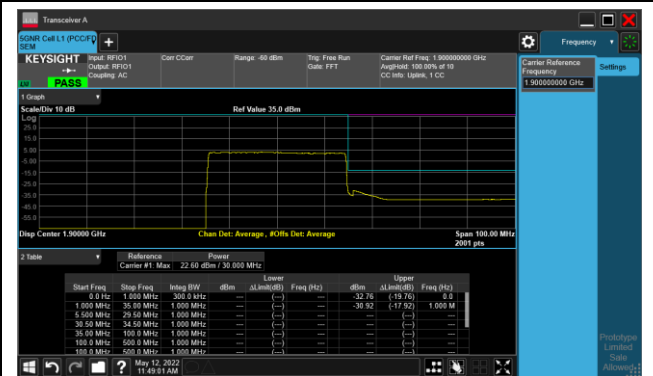 Transceiver A
5GNR Cell L1 (PCC/FD
SEM
Frequency
KEYSIGHT
Input: RFIO1
Output: RFIO1
Coupling: AC
Corr CCorr
Range: -60 dBm
Trig: Free Run
Gate: FFT
Carrier Ref Freq: 1.900000000 GHz
Avg|Hold: 100.00% of 10
CC Info: Uplink, 1 CC
PASS
Carrier Reference
Frequency
1.900000000 GHz
Settings
1 Graph
Scale/Div 10 dB
Ref Value 35.0 dBm
Log
25.0
15.0
5.00
-5.00
-15.0
-25.0
-35.0
-45.0
-55.0
Disp Center 1.90000 GHz
Chan Det: Average , #Offs Det: Average
Span 100.00 MHz
2001 pts
2 Table
Reference Power
Carrier #1: Max 22.60 dBm / 30.000 MHz
Lower Upper
Start Freq Stop Freq Integ BW dBm ΔLimit(dB) Freq (Hz) dBm ΔLimit(dB) Freq (Hz)
0.0 Hz 1.000 MHz 300.0 kHz --- (---) --- -32.76 (-19.76) 0.0
1.000 MHz 35.00 MHz 1.000 MHz --- (---) --- -30.92 (-17.92) 1.000 M
5.500 MHz 29.50 MHz 1.000 MHz --- (---) --- --- (---) ---
30.50 MHz 34.50 MHz 1.000 MHz --- (---) --- --- (---) ---
35.00 MHz 100.0 MHz 1.000 MHz --- (---) --- --- (---) ---
100.0 MHz 500.0 MHz 1.000 MHz --- (---) --- --- (---) ---
100.0 MHz 500.0 MHz 1.000 MHz --- (---) --- --- (---) ---
May 12, 2022
11:49:01 AM
Prototype
Limited
Sale
Allowed